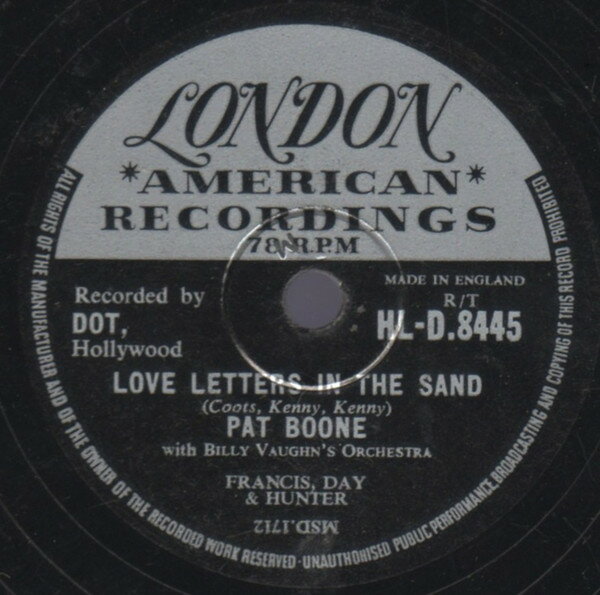 LONDON
*AMERICAN*
RECORDINGS
78 R.P.M
MADE IN ENGLAND
Recorded by
R/T
DOT,
HL-D.8445
Hollywood
LOVE LETTERS IN THE SAND
(Coots, Kenny, Kenny)
PAT BOONE
with BILLY VAUGHN'S ORCHESTRA
FRANCIS, DAY
& HUNTER
MSD.1712
ALL RIGHTS OF THE MANUFACTURER AND OF THE OWNER OF THE RECORDED WORK RESERVED · UNAUTHORISED PUBLIC PERFORMANCE, BROADCASTING AND COPYING OF THIS RECORD PROHIBITED